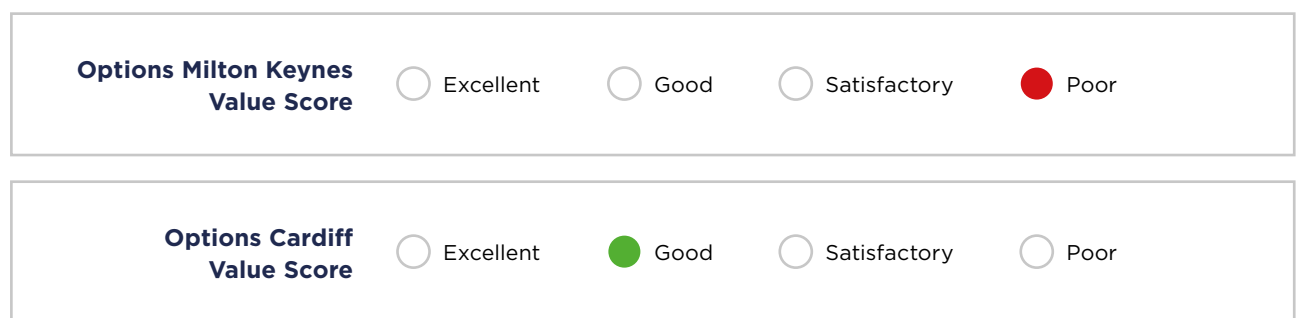 Options Milton Keynes
Value Score
Excellent
Good
Satisfactory
Poor
Options Cardiff
Value Score
Excellent
Good
Satisfactory
Poor